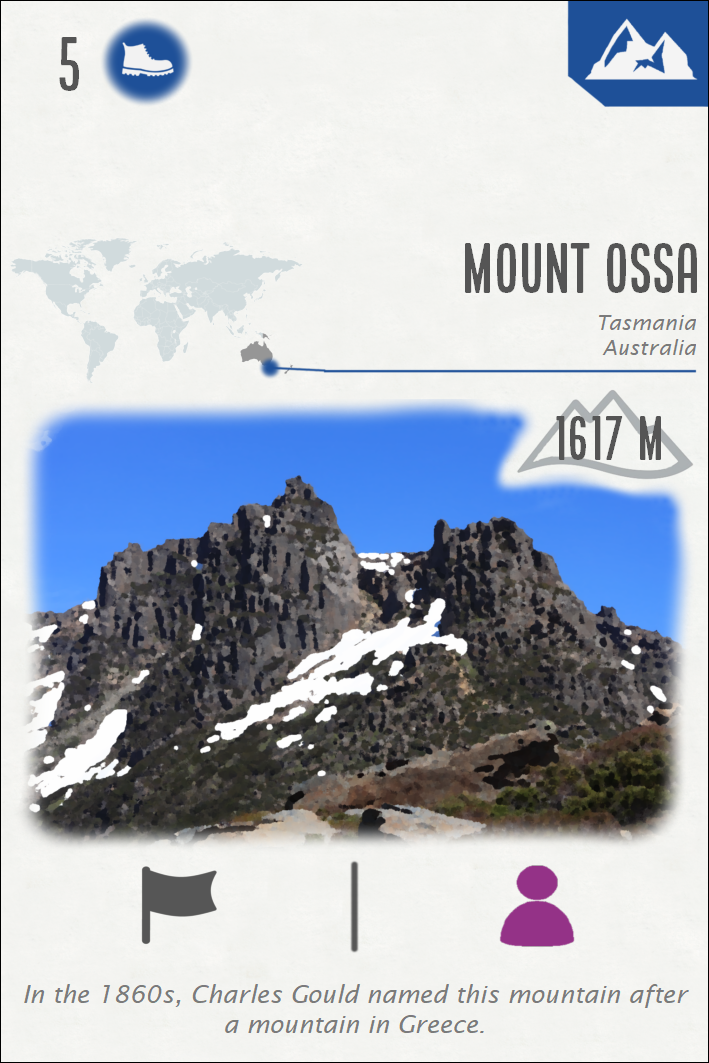 5
MOUNT OSSA
Tasmania
Australia
1617 M
In the 1860s, Charles Gould named this mountain after
a mountain in Greece.